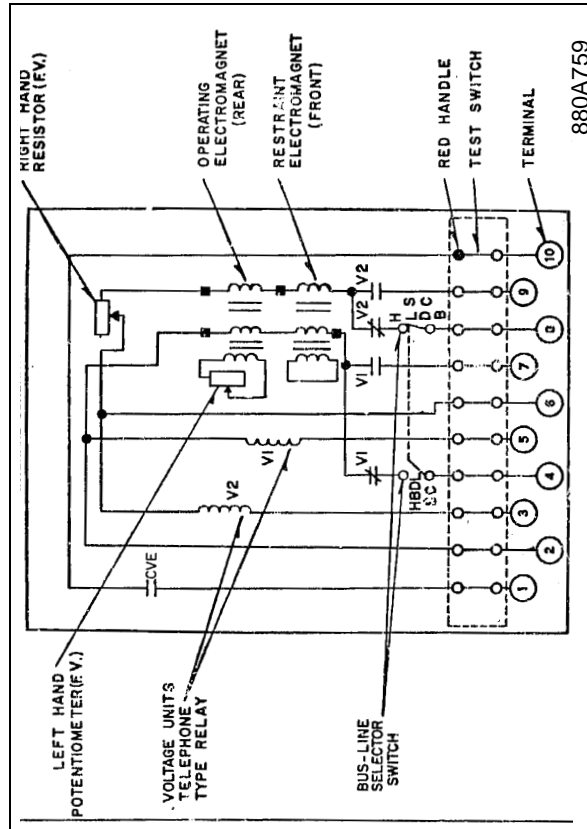 RIGHT HAND
RESISTOR (F.V.)
OPERATING
ELECTROMAGNET
(REAR)
RESTRAINT
ELECTROMAGNET
(FRONT)
RED HANDLE
TEST SWITCH
TERMINAL
880A759
LEFT HAND
POTENTIOMETER (F.V.)
VOLTAGE UNITS
TELEPHONE
TYPE RELAY
BUS-LINE
SELECTOR
SWITCH
CVE
V2
V1
V1
V1
V2
V2
H
L S
D C
B
HBDL
SC
1
2
3
4
5
6
7
8
9
10